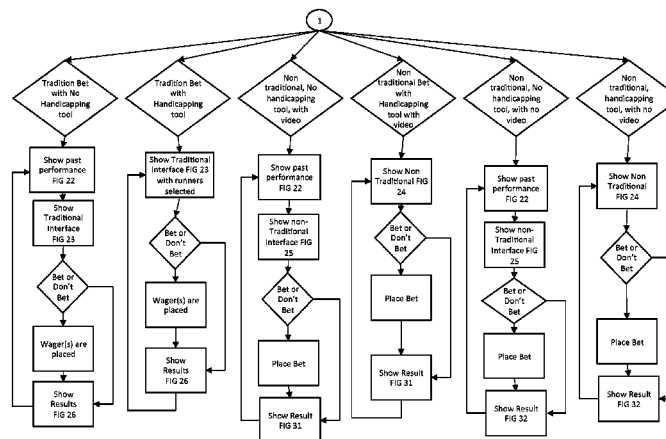 1
Tradition Bet
with No
Handicapping
tool
Show past
performance
FIG 22
Show
Traditional
Interface
FIG 23
Bet or
Don't
Bet
Wager(s) are
placed
Show
Results
FIG 26
Tradition Bet
with
Handicapping
tool
Show Traditional
Interface FIG 23
with runners
selected
Bet or
Don't
Bet
Wager(s) are
placed
Show
Results
FIG 26
Non
traditional, No
handicapping
tool, with
video
Show past
performance
FIG 22
Show non-
Traditional
Interface FIG
25
Bet or
Don't
Bet
Place Bet
Show Result
FIG 31
Non
traditional Bet
with
Handicapping
tool with
video
Show Non
Traditional FIG
24
Bet or
Don't
Bet
Place Bet
Show Result
FIG 31
Non
traditional, No
handicapping
tool, with no
video
Show past
performance
FIG 22
Show non-
Traditional
Interface FIG
25
Bet or
Don't Bet
Place Bet
Show Result
FIG 32
Non
traditional,
handicapping
tool, with no
video
Show Non
Traditional
FIG 24
Bet or
Don't
Bet
Place Bet
Show Result
FIG 32